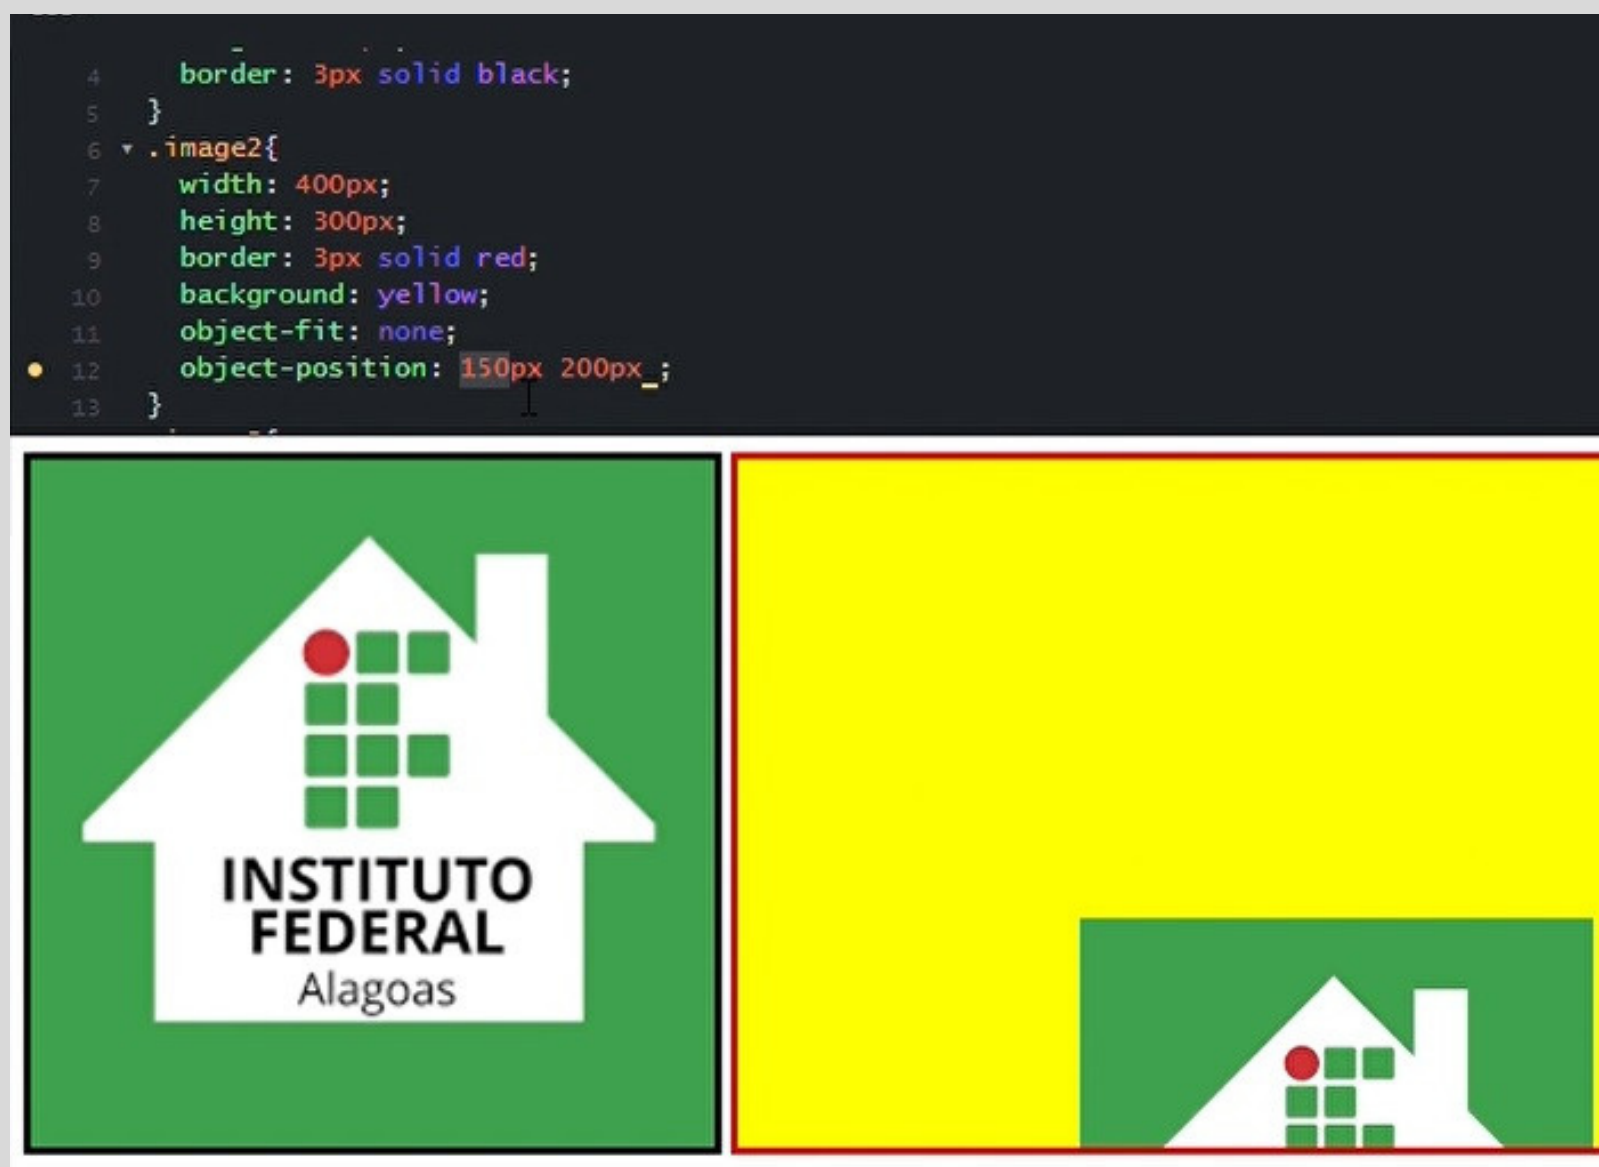 4 border: 3px solid black;
5 }
6 ▾ .image2{
7 width: 400px;
8 height: 300px;
9 border: 3px solid red;
10 background: yellow;
11 object-fit: none;
12 object-position: 150px 200px_;
13 }
INSTITUTO
FEDERAL
Alagoas